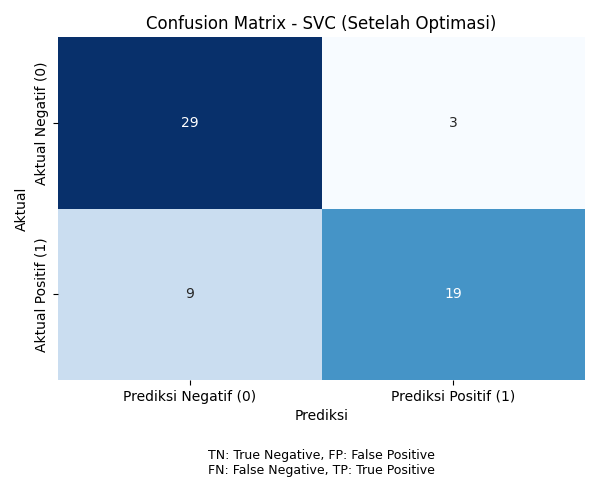 Confusion Matrix - SVC (Setelah Optimasi)
Aktual
Aktual Negatif (0)
29
3
Aktual Positif (1)
9
19
Prediksi Negatif (0)
Prediksi Positif (1)
Prediksi
TN: True Negative, FP: False Positive
FN: False Negative, TP: True Positive